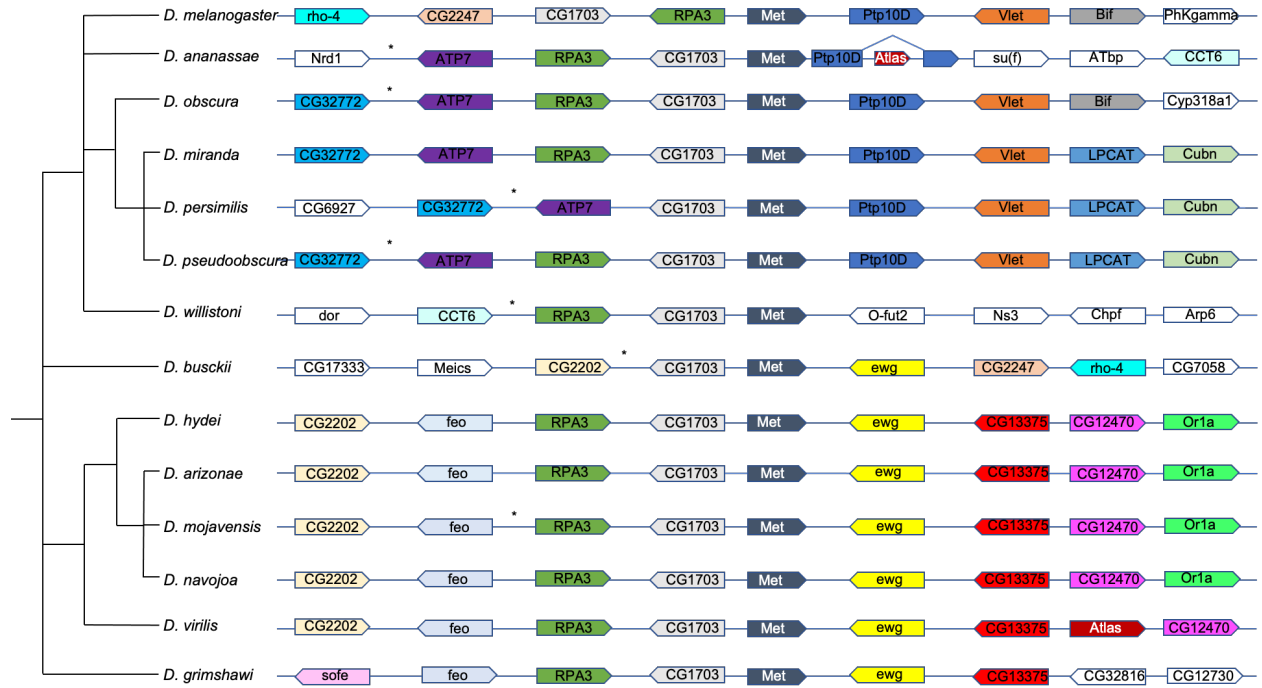 D. melanogaster rho-4 CG2247 CG1703 RPA3 Met Ptp10D Vlet Bif PhKgamma
*
D. ananassae Nrd1 ATP7 RPA3 CG1703 Met Ptp10D Atlas su(f) ATbp CCT6
*
D. obscura CG32772 ATP7 RPA3 CG1703 Met Ptp10D Vlet Bif Cyp318a1
D. miranda CG32772 ATP7 RPA3 CG1703 Met Ptp10D Vlet LPCAT Cubn
*
D. persimilis CG6927 CG32772 ATP7 CG1703 Met Ptp10D Vlet LPCAT Cubn
*
D. pseudoobscura CG32772 ATP7 RPA3 CG1703 Met Ptp10D Vlet LPCAT Cubn
*
D. willistoni dor CCT6 RPA3 CG1703 Met O-fut2 Ns3 Chpf Arp6
*
D. busckii CG17333 Meics CG2202 CG1703 Met ewg CG2247 rho-4 CG7058
D. hydei CG2202 feo RPA3 CG1703 Met ewg CG13375 CG12470 Or1a
D. arizonae CG2202 feo RPA3 CG1703 Met ewg CG13375 CG12470 Or1a
*
D. mojavensis CG2202 feo RPA3 CG1703 Met ewg CG13375 CG12470 Or1a
D. navojoa CG2202 feo RPA3 CG1703 Met ewg CG13375 CG12470 Or1a
D. virilis CG2202 feo RPA3 CG1703 Met ewg CG13375 Atlas CG12470
D. grimshawi sofe feo RPA3 CG1703 Met ewg CG13375 CG32816 CG12730